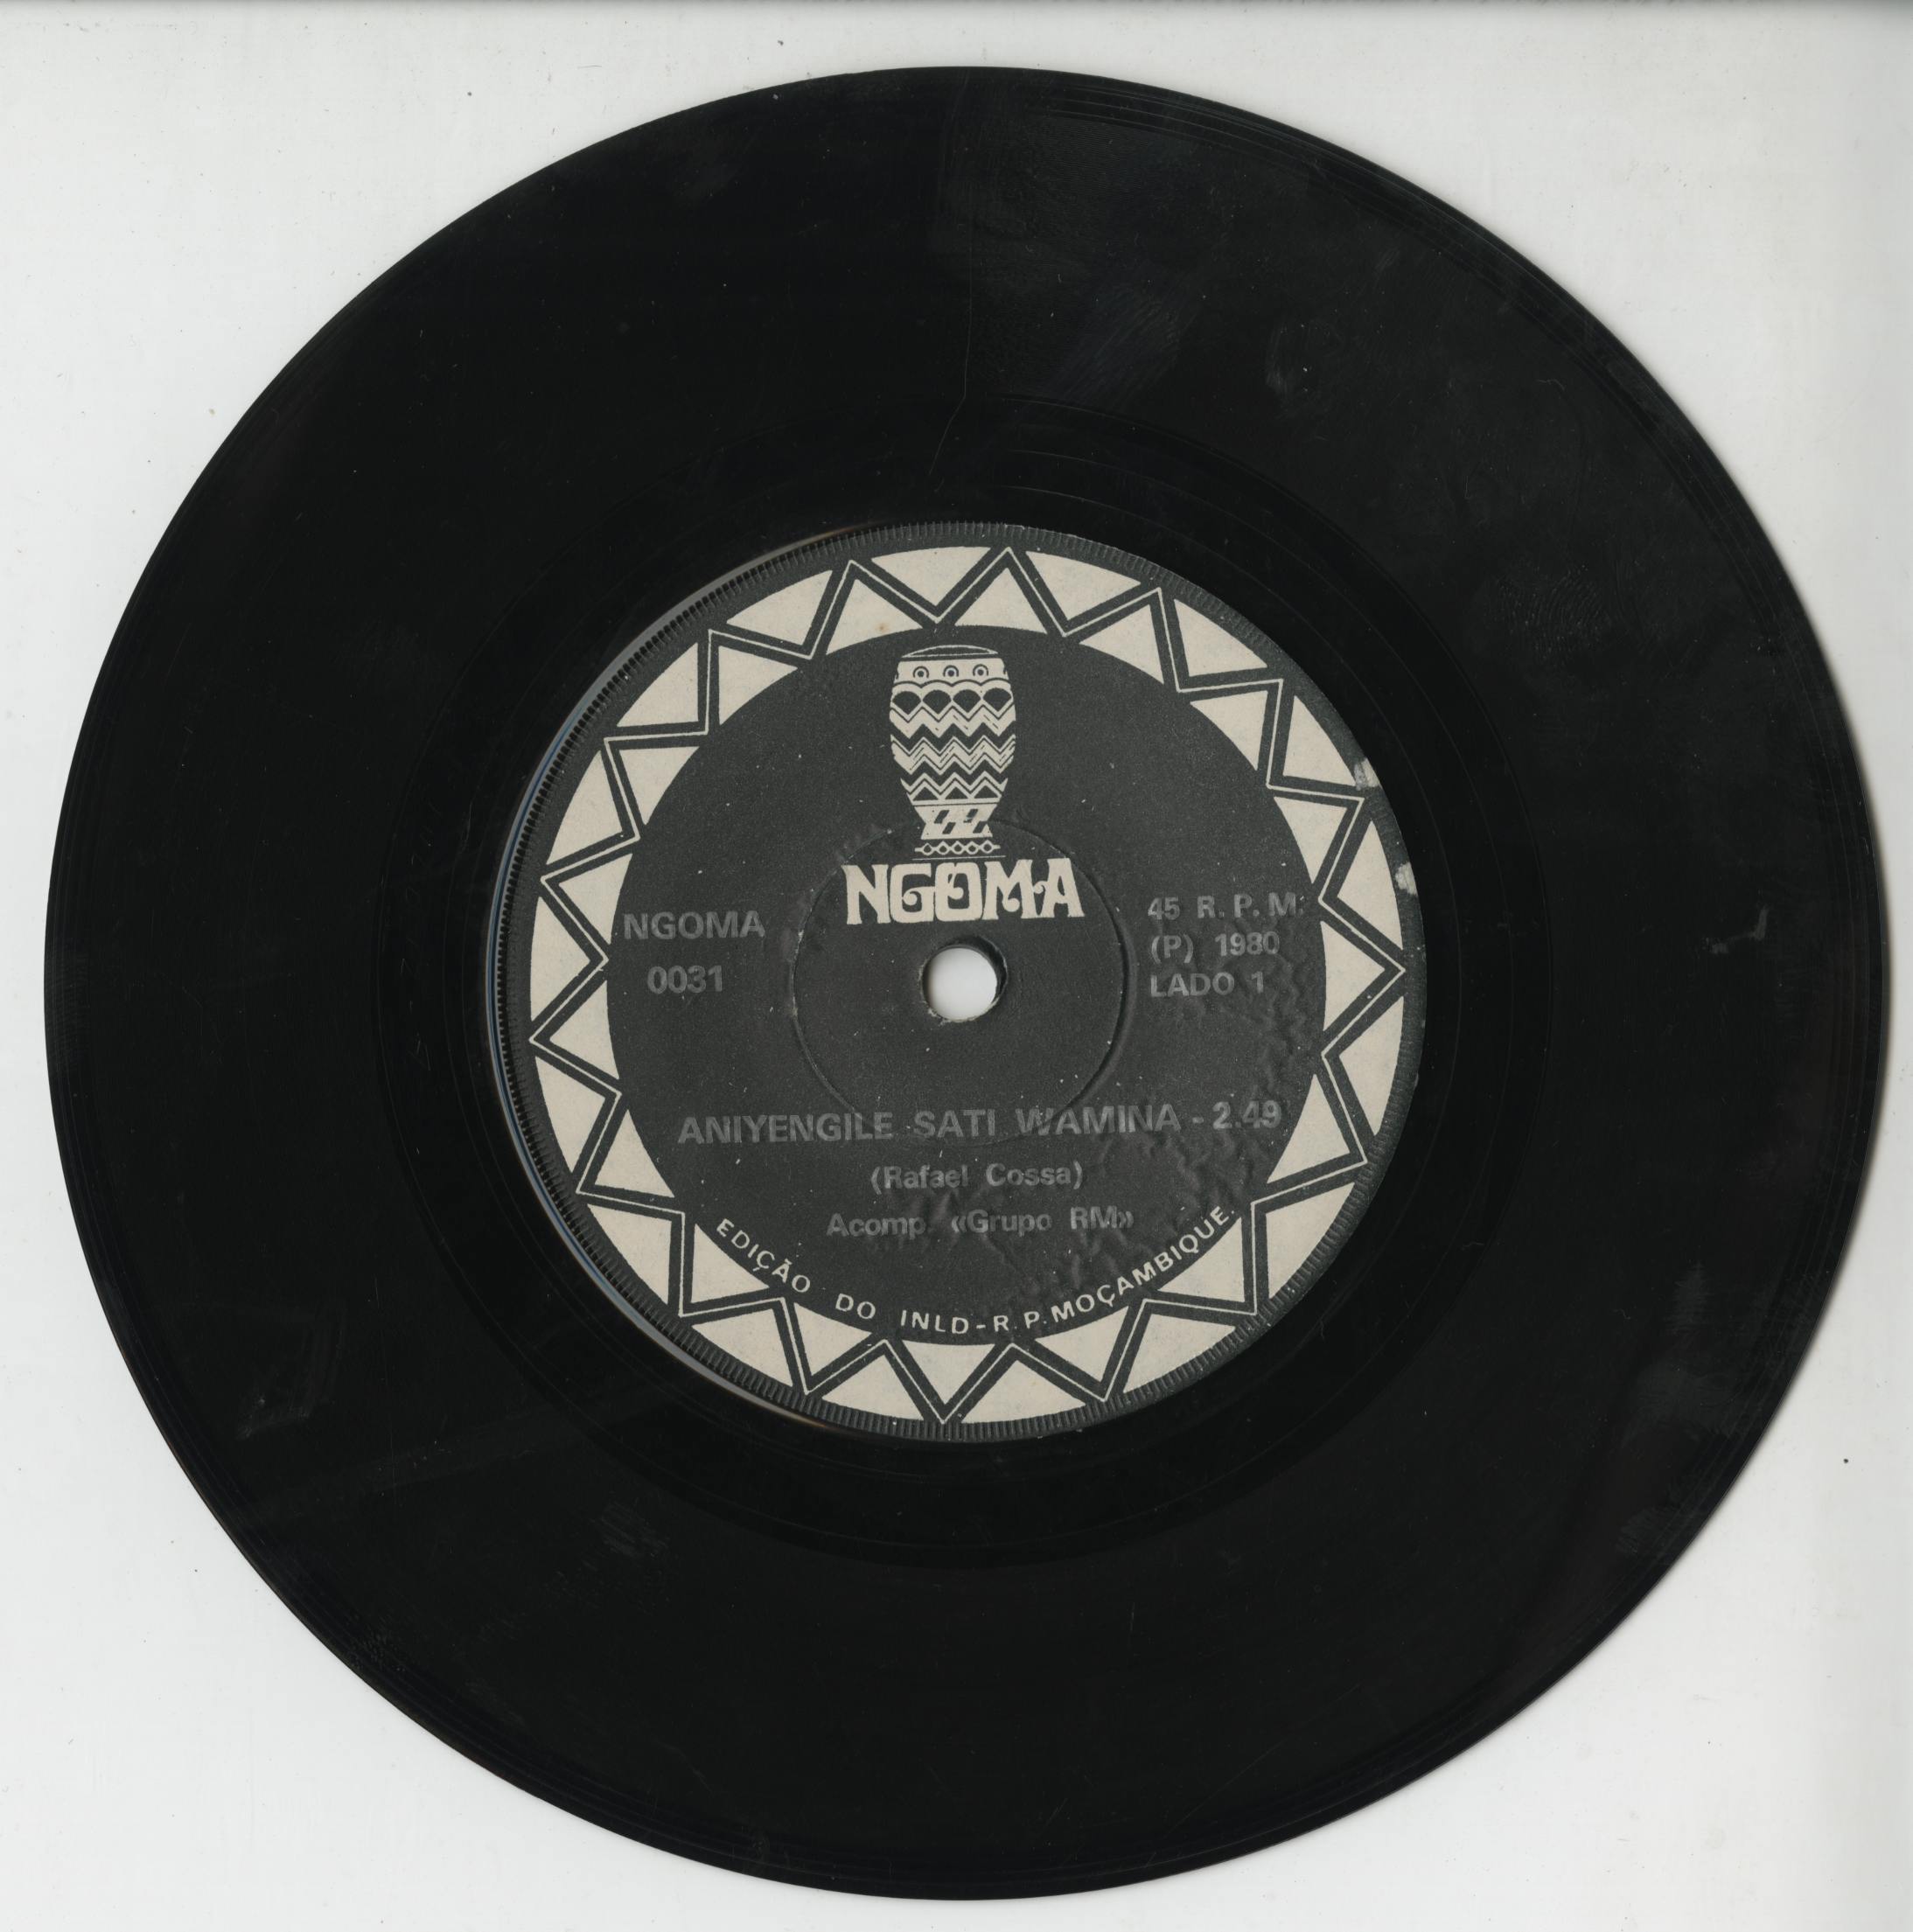 NGOMA
NGOMA
0031
45 R. P. M.
(P) 1980
LADO 1
ANIYENGILE SATI WAMINA - 2.49
(Rafael Cossa)
Acomp. «Grupo RM»
EDIÇÃO DO INLD-R.P.MOÇAMBIQUE.